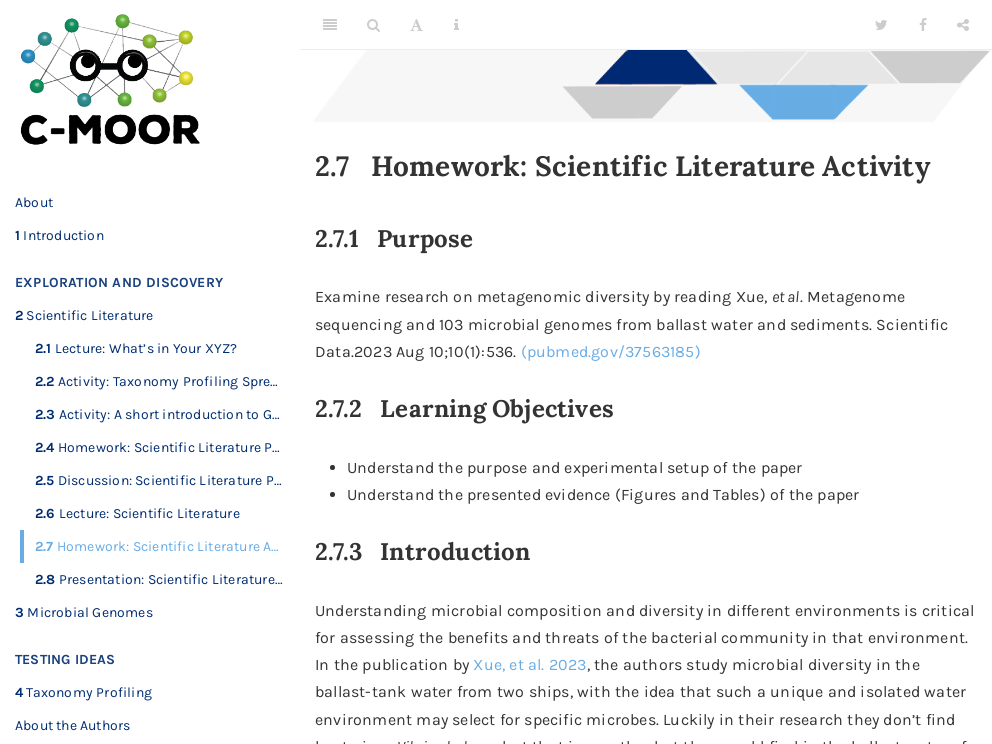 C-MOOR
About
1 Introduction
EXPLORATION AND DISCOVERY
2 Scientific Literature
2.1 Lecture: What's in Your XYZ?
2.2 Activity: Taxonomy Profiling Spre...
2.3 Activity: A short introduction to G...
2.4 Homework: Scientific Literature P...
2.5 Discussion: Scientific Literature P...
2.6 Lecture: Scientific Literature
2.7 Homework: Scientific Literature A...
2.8 Presentation: Scientific Literature...
3 Microbial Genomes
TESTING IDEAS
4 Taxonomy Profiling
About the Authors
2.7 Homework: Scientific Literature Activity
2.7.1 Purpose
Examine research on metagenomic diversity by reading Xue, et al. Metagenome
sequencing and 103 microbial genomes from ballast water and sediments. Scientific
Data.2023 Aug 10;10(1):536. (pubmed.gov/37563185)
2.7.2 Learning Objectives
• Understand the purpose and experimental setup of the paper
• Understand the presented evidence (Figures and Tables) of the paper
2.7.3 Introduction
Understanding microbial composition and diversity in different environments is critical
for assessing the benefits and threats of the bacterial community in that environment.
In the publication by Xue, et al. 2023, the authors study microbial diversity in the
ballast-tank water from two ships, with the idea that such a unique and isolated water
environment may select for specific microbes. Luckily in their research they don't find